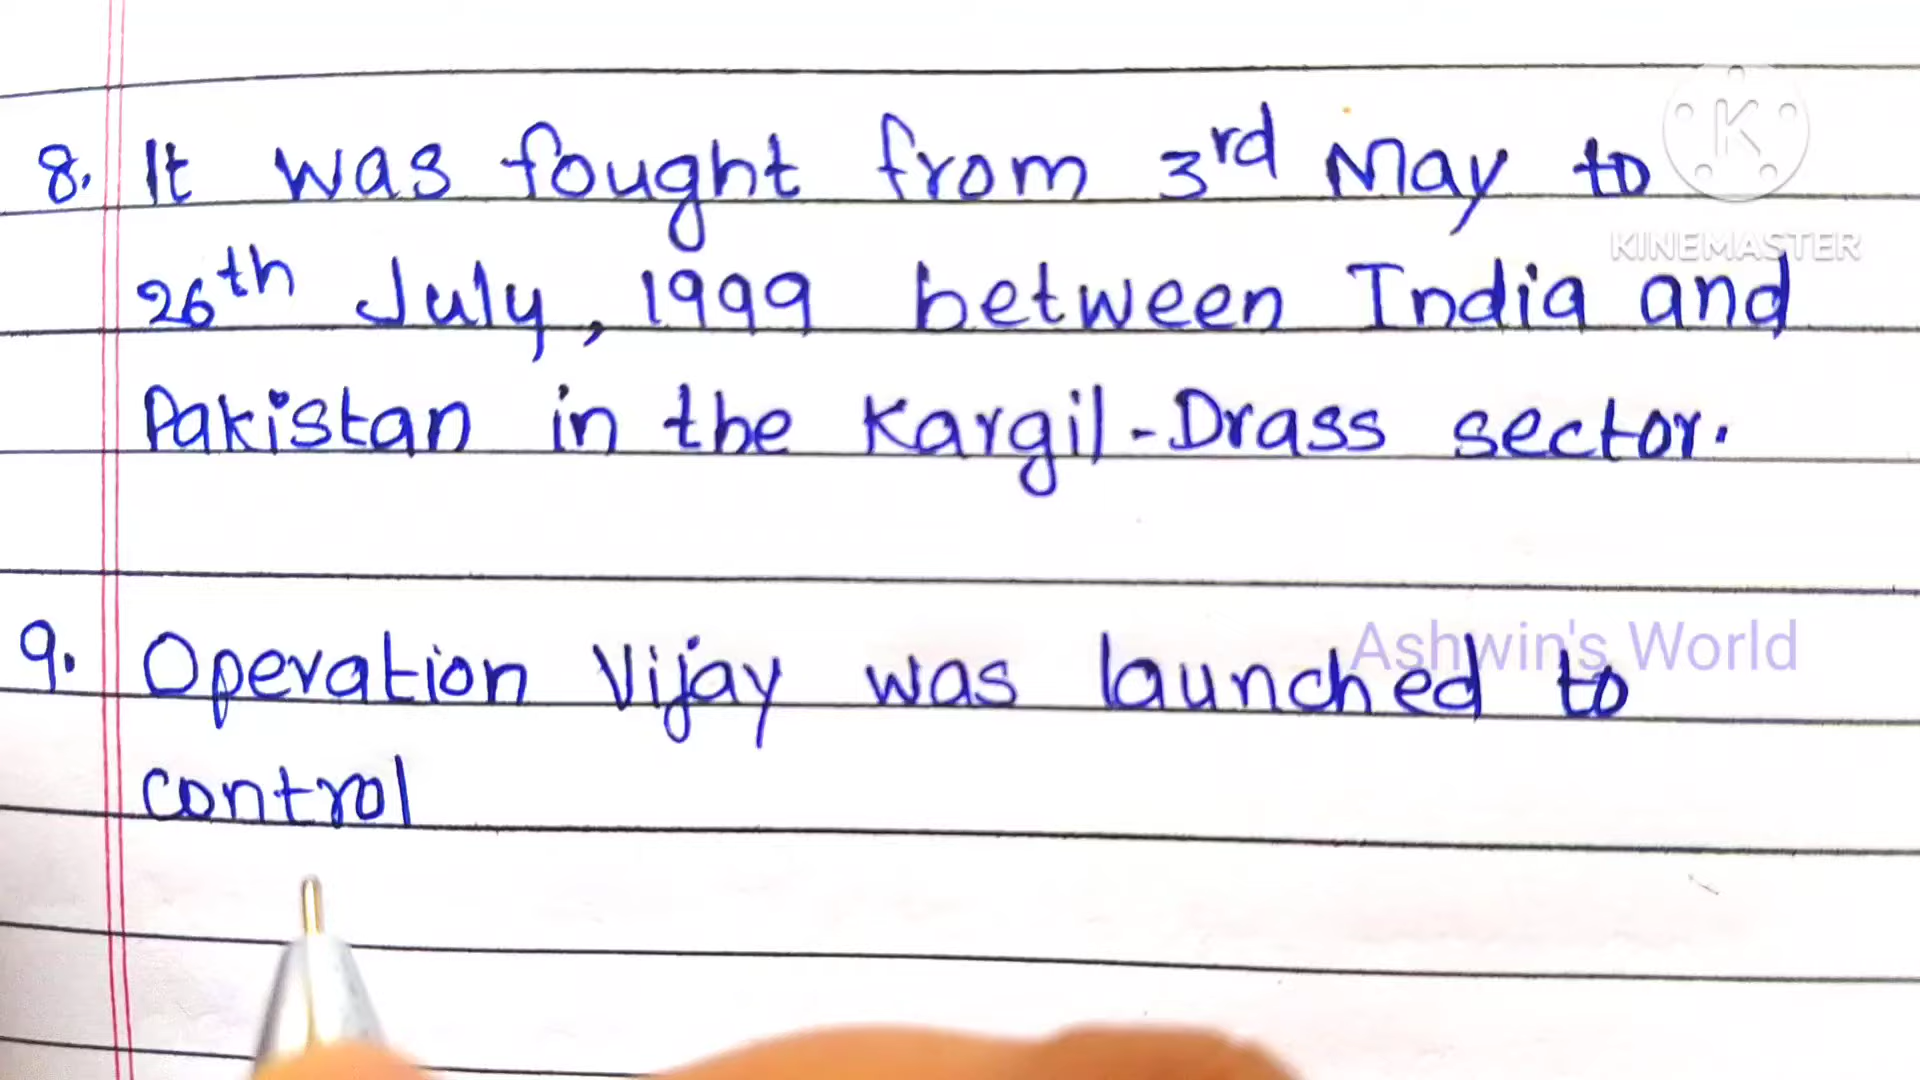 8. It was fought from 3rd May to
26th July, 1999 between India and
Pakistan in the Kargil-Drass sector.
9. Operation Vijay was launched to
control
K
KINEMASTER
Ashwin's World